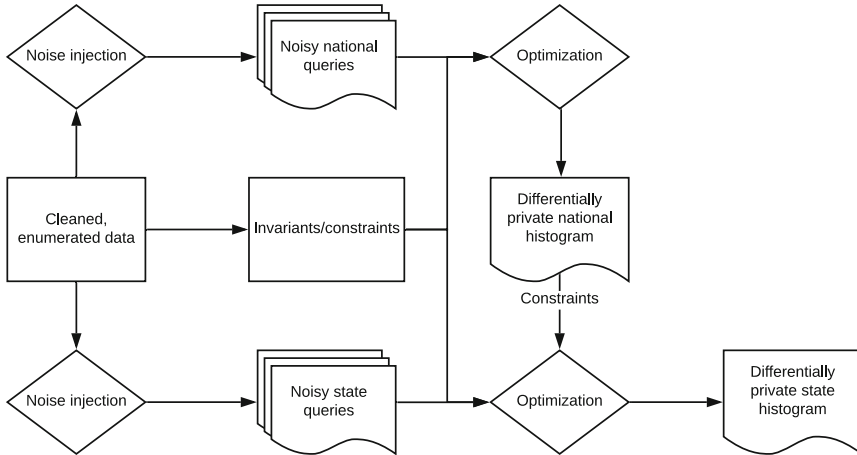 Noise injection
Noisy national
queries
Optimization
Cleaned,
enumerated data
Invariants/constraints
Differentially
private national
histogram
Constraints
Noise injection
Noisy state
queries
Optimization
Differentially
private state
histogram